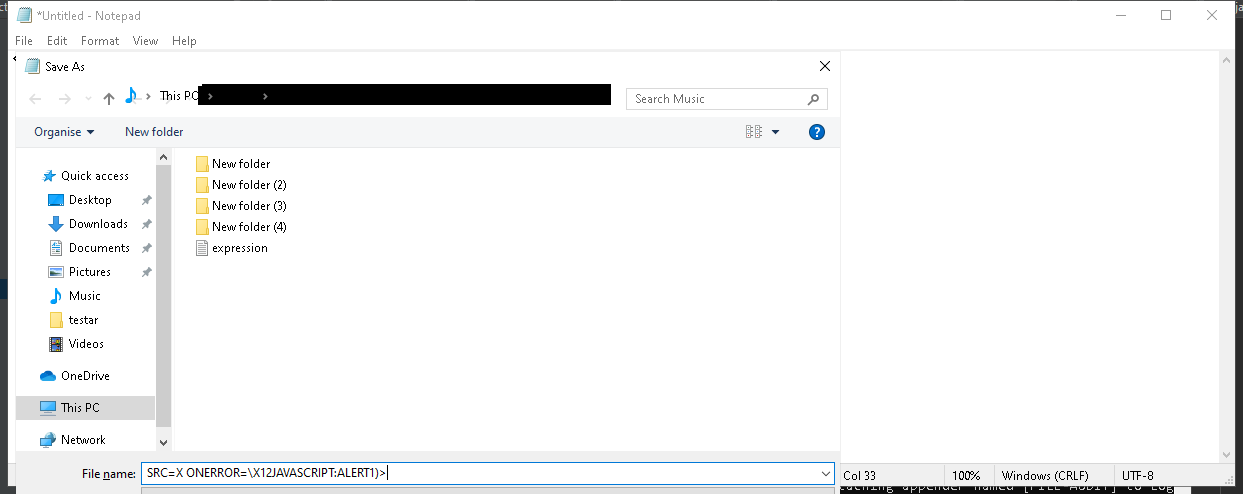 *Untitled - Notepad
File Edit Format View Help
Save As
This PC
Search Music
Organise New folder
Quick access
Desktop
Downloads
Documents
Pictures
Music
testar
Videos
OneDrive
This PC
Network
New folder
New folder (2)
New folder (3)
New folder (4)
expression
File name: SRC=X ONERROR=\X12JAVASCRIPT:ALERT1)>
Col 33 100% Windows (CRLF) UTF-8